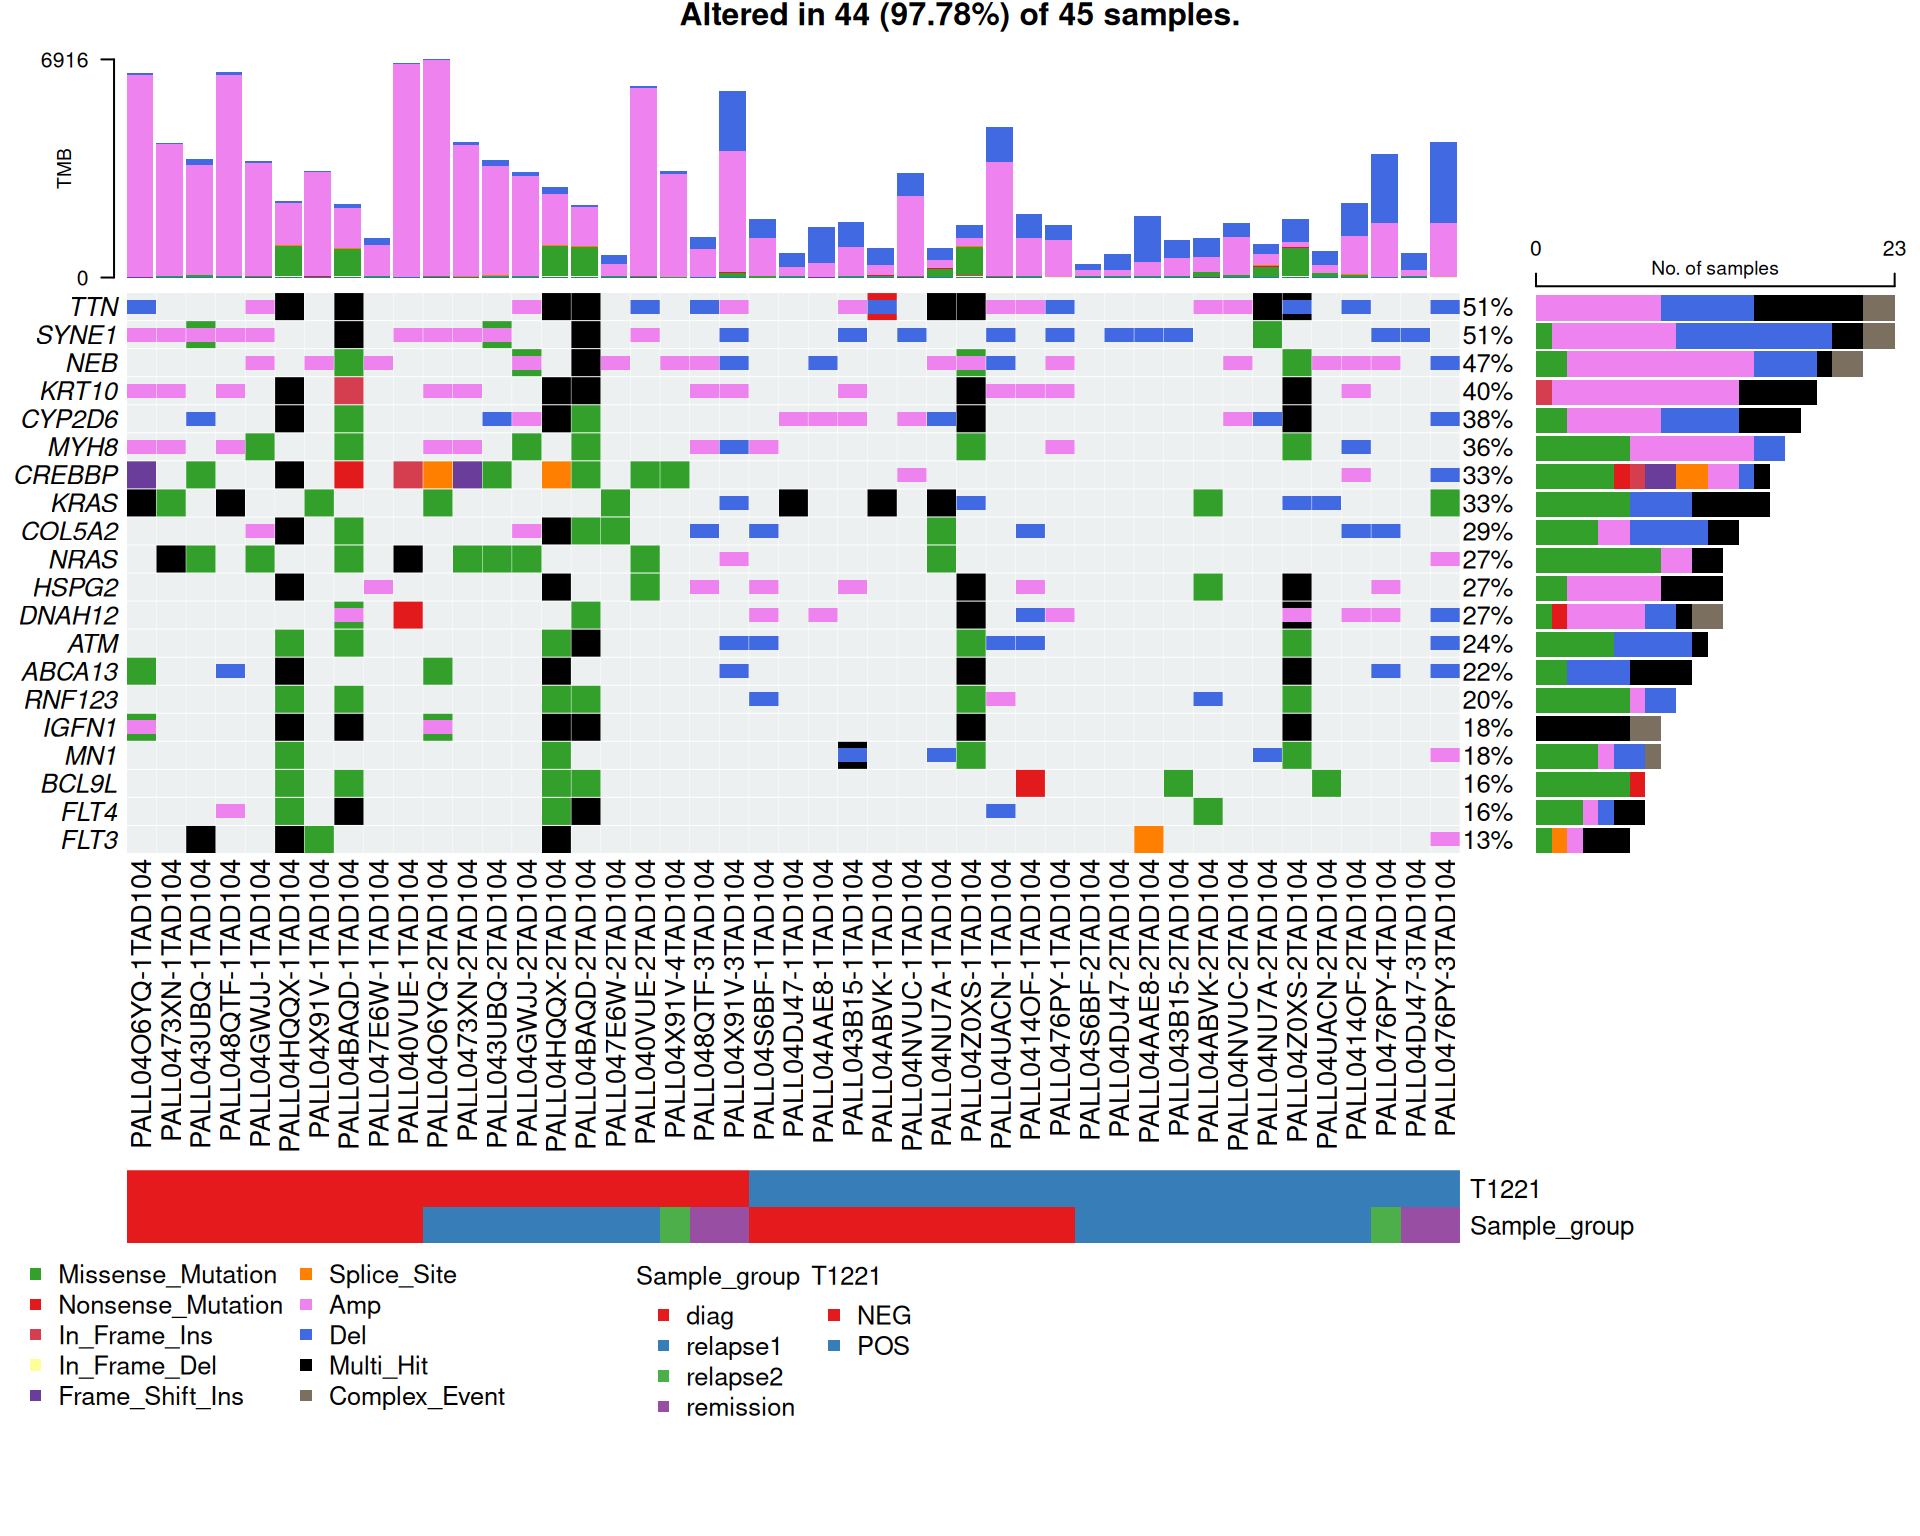 Altered in 44 (97.78%) of 45 samples.
6916
TMB
0
0
23
No. of samples
TTN 51%
SYNE1 51%
NEB 47%
KRT10 40%
CYP2D6 38%
MYH8 36%
CREBBP 33%
KRAS 33%
COL5A2 29%
NRAS 27%
HSPG2 27%
DNAH12 27%
ATM 24%
ABCA13 22%
RNF123 20%
IGFN1 18%
MN1 18%
BCL9L 16%
FLT4 16%
FLT3 13%
PALL04O6YQ-1TAD104
PALL0473XN-1TAD104
PALL043UBQ-1TAD104
PALL048QTF-1TAD104
PALL04GWJJ-1TAD104
PALL04HQQX-1TAD104
PALL04X91V-1TAD104
PALL04BAQD-1TAD104
PALL047E6W-1TAD104
PALL040VUE-1TAD104
PALL04O6YQ-2TAD104
PALL0473XN-2TAD104
PALL043UBQ-2TAD104
PALL04GWJJ-2TAD104
PALL04HQQX-2TAD104
PALL04BAQD-2TAD104
PALL047E6W-2TAD104
PALL040VUE-2TAD104
PALL04X91V-4TAD104
PALL048QTF-3TAD104
PALL04X91V-3TAD104
PALL04S6BF-1TAD104
PALL04DJ47-1TAD104
PALL04AAE8-1TAD104
PALL043B15-1TAD104
PALL04ABVK-1TAD104
PALL04NVUC-1TAD104
PALL04NU7A-1TAD104
PALL04Z0XS-1TAD104
PALL04UACN-1TAD104
PALL0414OF-1TAD104
PALL0476PY-1TAD104
PALL04S6BF-2TAD104
PALL04DJ47-2TAD104
PALL04AAE8-2TAD104
PALL043B15-2TAD104
PALL04ABVK-2TAD104
PALL04NVUC-2TAD104
PALL04NU7A-2TAD104
PALL04Z0XS-2TAD104
PALL04UACN-2TAD104
PALL0414OF-2TAD104
PALL0476PY-4TAD104
PALL04DJ47-3TAD104
PALL0476PY-3TAD104
T1221
Sample_group
Missense_Mutation
Nonsense_Mutation
In_Frame_Ins
In_Frame_Del
Frame_Shift_Ins
Splice_Site
Amp
Del
Multi_Hit
Complex_Event
Sample_group
diag
relapse1
relapse2
remission
T1221
NEG
POS